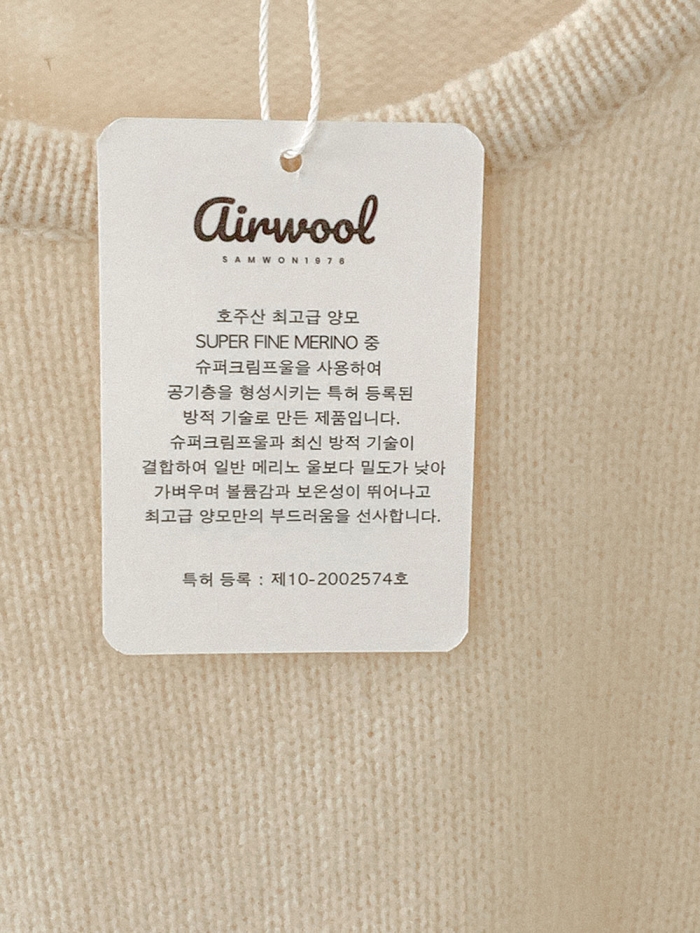 airwool
SAMWON1976
호주산 최고급 양모
SUPER FINE MERINO 중
슈퍼크림프울을 사용하여
공기층을 형성시키는 특허 등록된
방적 기술로 만든 제품입니다.
슈퍼크림프울과 최신 방적 기술이
결합하여 일반 메리노 울보다 밀도가 낮아
가벼우며 볼륨감과 보온성이 뛰어나고
최고급 양모만의 부드러움을 선사합니다.
특허 등록 : 제10-2002574호